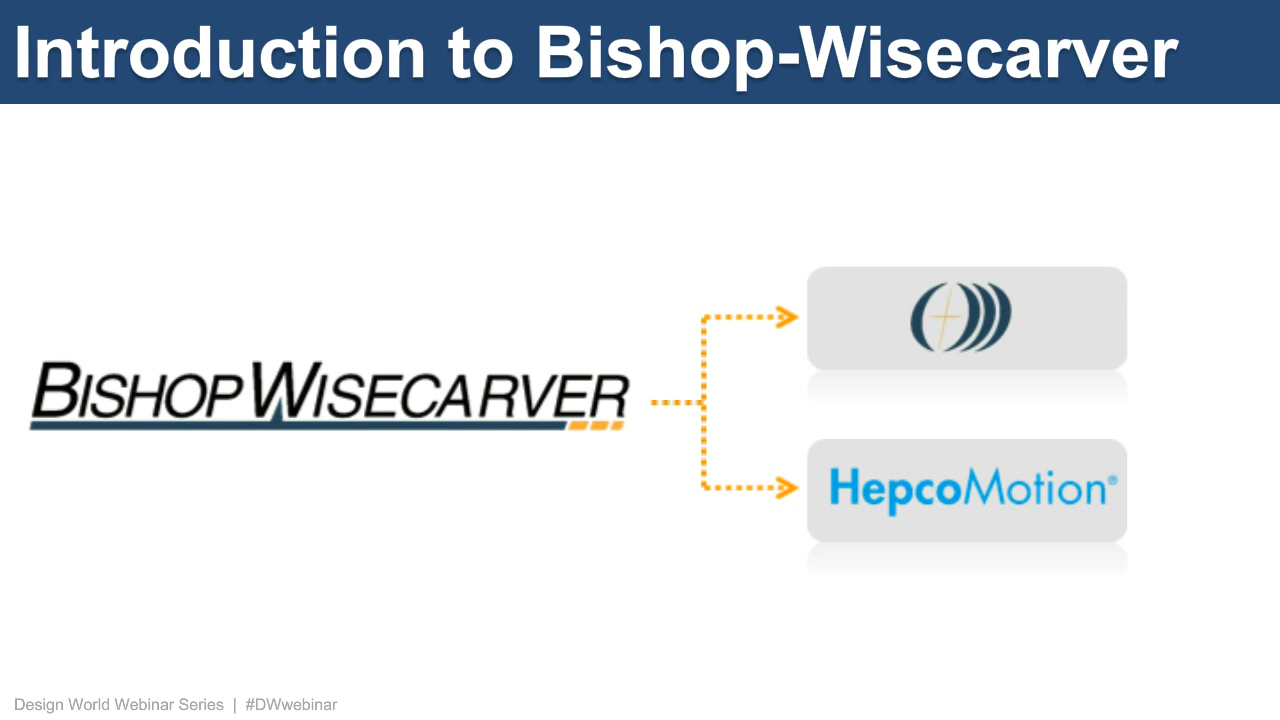 Introduction to Bishop-Wisecarver
BISHOPWISECARVER
HepcoMotion®
Design World Webinar Series | #DWwebinar